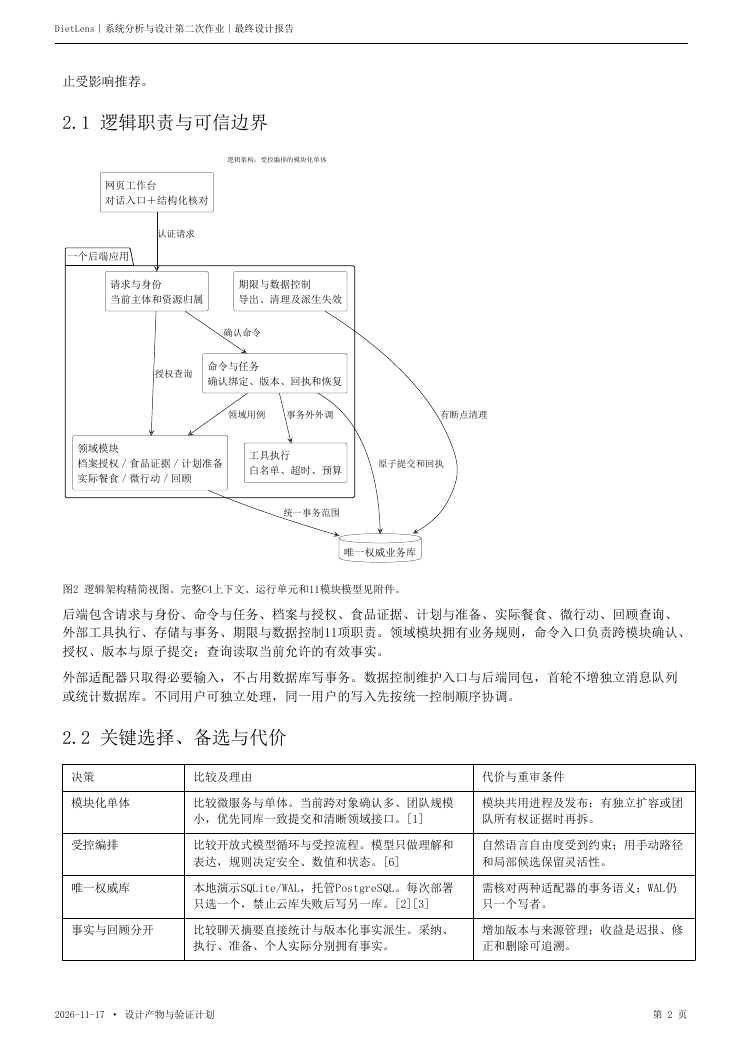 DietLens｜系统分析与设计第二次作业｜最终设计报告
止受影响推荐。
2.1 逻辑职责与可信边界
逻辑架构：受控编排的模块化单体
网页工作台
对话入口＋结构化核对
认证请求
一个后端应用
请求与身份
当前主体和资源归属
期限与数据控制
导出、清理及派生失效
确认命令
命令与任务
确认绑定、版本、回执和恢复
授权查询
领域用例
事务外外调
有断点清理
领域模块
档案授权 / 食品证据 / 计划准备
实际餐食 / 微行动 / 回顾
工具执行
白名单、超时、预算
原子提交和回执
统一事务范围
唯一权威业务库
图2 逻辑架构精简视图。完整C4上下文、运行单元和11模块模型见附件。
后端包含请求与身份、命令与任务、档案与授权、食品证据、计划与准备、实际餐食、微行动、回顾查询、
外部工具执行、存储与事务、期限与数据控制11项职责。领域模块拥有业务规则，命令入口负责跨模块确认、
授权、版本与原子提交；查询读取当前允许的有效事实。
外部适配器只取得必要输入，不占用数据库写事务。数据控制维护入口与后端同包，首轮不增独立消息队列
或统计数据库。不同用户可独立处理，同一用户的写入先按统一控制顺序协调。
2.2 关键选择、备选与代价
决策
比较及理由
代价与重审条件
模块化单体
比较微服务与单体。当前跨对象确认多、团队规模
小，优先同库一致提交和清晰领域接口。[1]
模块共用进程及发布；有独立扩容或团
队所有权证据时再拆。
受控编排
比较开放式模型循环与受控流程。模型只做理解和
表达，规则决定安全、数值和状态。[6]
自然语言自由度受到约束；用手动路径
和局部候选保留灵活性。
唯一权威库
本地演示SQLite/WAL，托管PostgreSQL。每次部署
只选一个，禁止云库失败后写另一库。[2][3]
需核对两种适配器的事务语义；WAL仍
只一个写者。
事实与回顾分开
比较聊天摘要直接统计与版本化事实派生。采纳、
执行、准备、个人实际分别拥有事实。
增加版本与来源管理；收益是迟报、修
正和删除可追溯。
2026-11-17 • 设计产物与验证计划
第 2 页